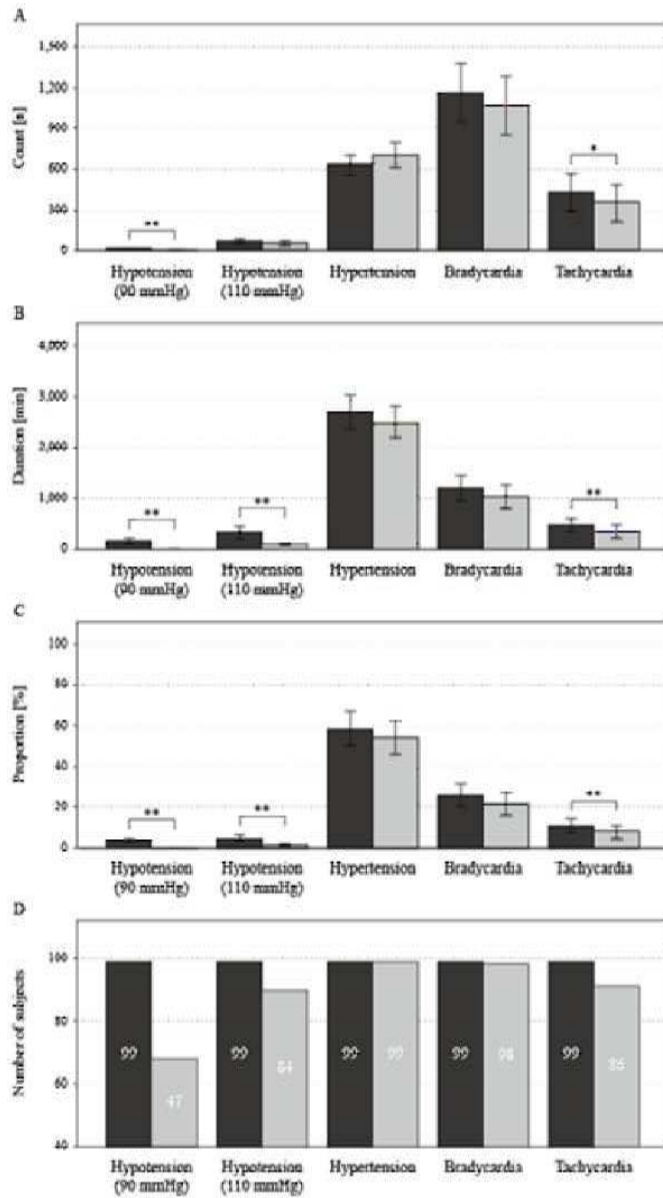 A
1,500
1,200
900
600
300
0
Count [n]
**
*
Hypotension
(90 mmHg)
Hypotension
(110 mmHg)
Hypertension
Bradycardia
Tachycardia
B
4,000
3,000
2,000
1,000
0
Duration [min]
**
**
**
Hypotension
(90 mmHg)
Hypotension
(110 mmHg)
Hypertension
Bradycardia
Tachycardia
C
100
80
60
40
20
0
Proportion [%]
**
**
**
Hypotension
(90 mmHg)
Hypotension
(110 mmHg)
Hypertension
Bradycardia
Tachycardia
D
100
80
60
40
Number of subjects
99
47
99
84
99
99
99
98
99
86
Hypotension
(90 mmHg)
Hypotension
(110 mmHg)
Hypertension
Bradycardia
Tachycardia